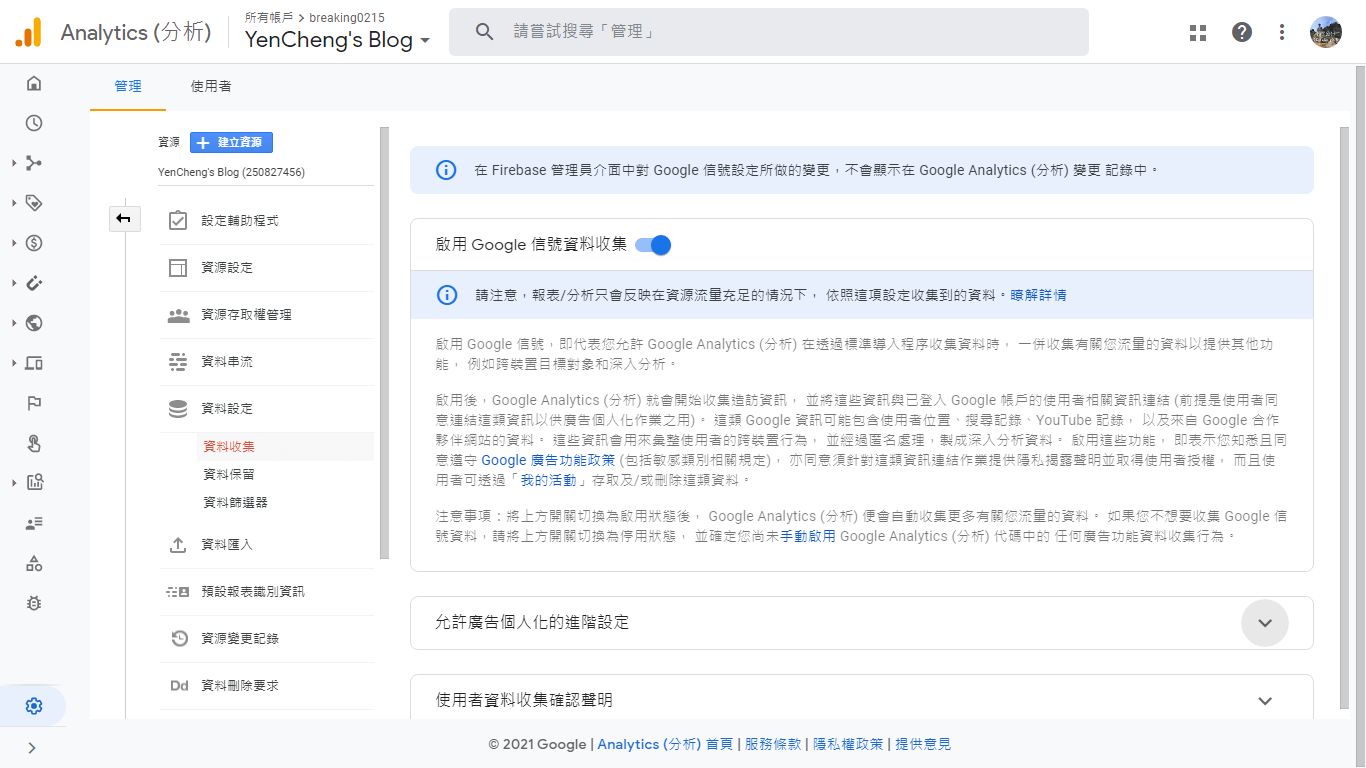 Analytics (分析)
所有帳戶 > breaking0215
YenCheng's Blog
請嘗試搜尋「管理」
管理
使用者
資源
建立資源
YenCheng's Blog (250827456)
設定輔助程式
資源設定
資源存取權管理
資料串流
資料設定
資料收集
資料保留
資料篩選器
資料匯入
預設報表識別資訊
資源變更記錄
Dd 資料刪除要求
在 Firebase 管理員介面中對 Google 信號設定所做的變更，不會顯示在 Google Analytics (分析) 變更 記錄中。
啟用 Google 信號資料收集
請注意，報表/分析只會反映在資源流量充足的情況下， 依照這項設定收集到的資料。瞭解詳情
啟用 Google 信號，即代表您允許 Google Analytics (分析) 在透過標準導入程序收集資料時， 一併收集有關您流量的資料以提供其他功
能， 例如跨裝置目標對象和深入分析。
啟用後，Google Analytics (分析) 就會開始收集造訪資訊， 並將這些資訊與已登入 Google 帳戶的使用者相關資訊連結 (前提是使用者同
意連結這類資訊以供廣告個人化作業之用)。 這類 Google 資訊可能包含使用者位置、搜尋記錄、YouTube 記錄， 以及來自 Google 合作
夥伴網站的資料。 這些資訊會用來彙整使用者的跨裝置行為， 並經過匿名處理，製成深入分析資料。 啟用這些功能， 即表示您知悉且同
意遵守 Google 廣告功能政策 (包括敏感類別相關規定)， 亦同意須針對這類資訊連結作業提供隱私揭露聲明並取得使用者授權， 而且使
用者可透過「我的活動」存取及/或刪除這類資料。
注意事項：將上方開關切換為啟用狀態後， Google Analytics (分析) 便會自動收集更多有關您流量的資料。 如果您不想要收集 Google 信
號資料，請將上方開關切換為停用狀態， 並確定您尚未手動啟用 Google Analytics (分析) 代碼中的 任何廣告功能資料收集行為。
允許廣告個人化的進階設定
使用者資料收集確認聲明
© 2021 Google | Analytics (分析) 首頁 | 服務條款 | 隱私權政策 | 提供意見